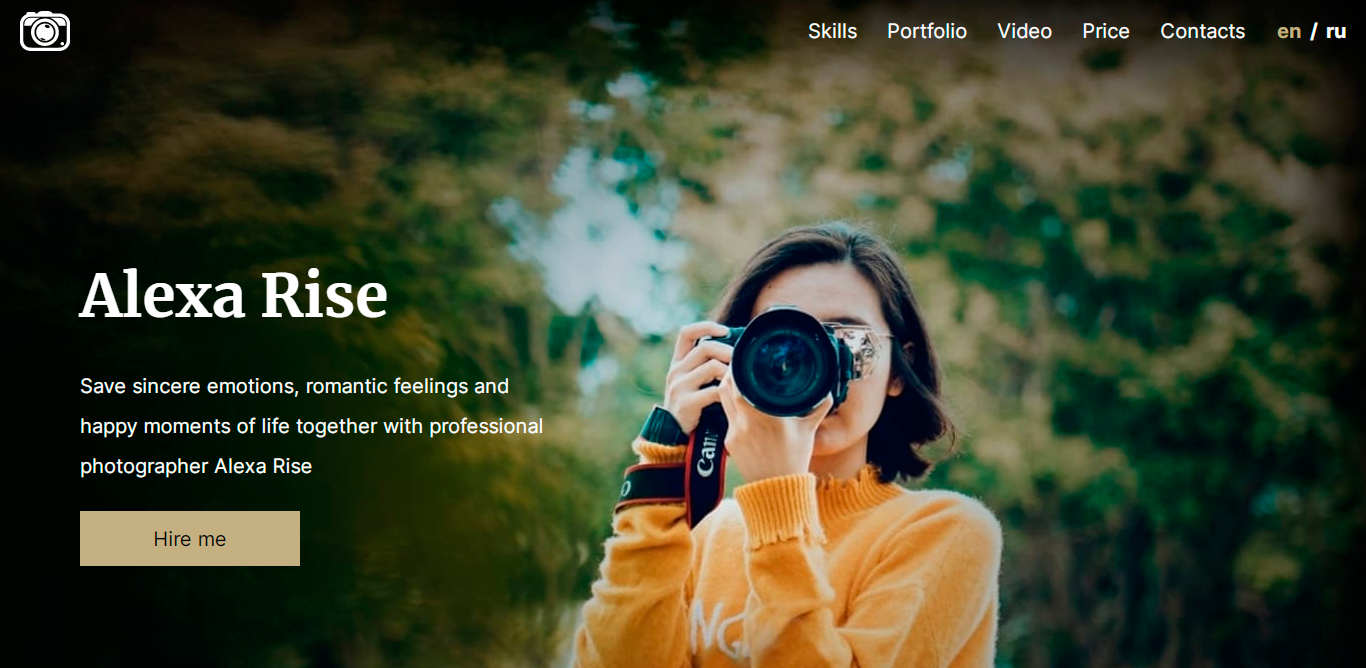 Skills Portfolio Video Price Contacts en / ru
Alexa Rise
Save sincere emotions, romantic feelings and
happy moments of life together with professional
photographer Alexa Rise
Hire me